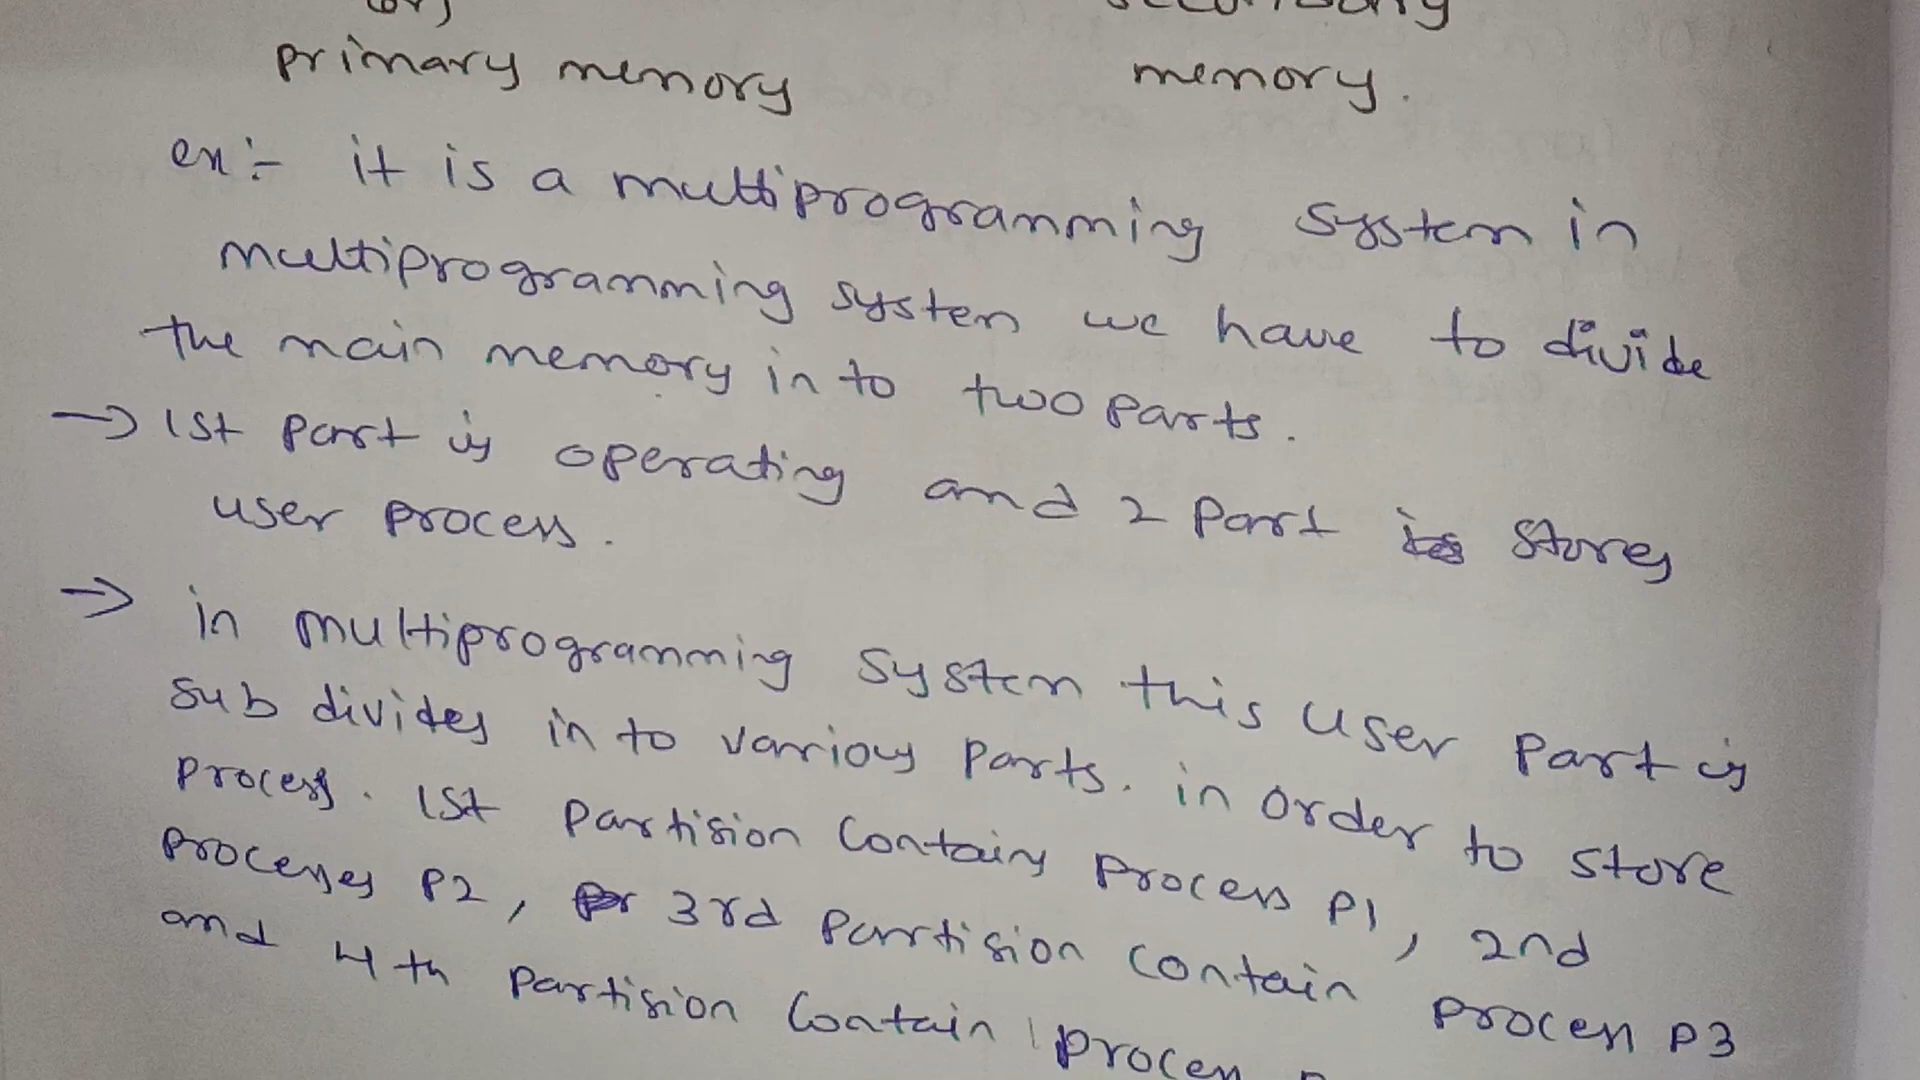 (or) secondary
primary memory memory.
ex:- it is a multiprogramming system in
multiprogramming system we have to divide
the main memory in to two parts.
→ 1st part is operating and 2 part stores
user process.
→ in multiprogramming system this user part is
sub divides in to various parts. in order to store
process. 1st partision contains process P1, 2nd
processes P2, 3rd partision contain process P3
and 4th partision contain process